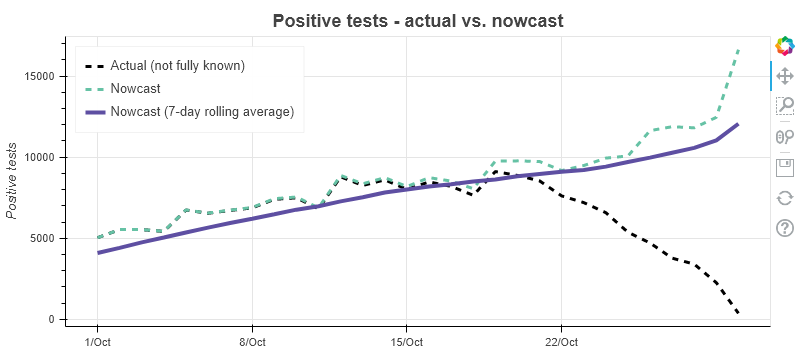 Positive tests - actual vs. nowcast
Actual (not fully known)
Nowcast
Nowcast (7-day rolling average)
Positive tests
15000
10000
5000
0
1/Oct
8/Oct
15/Oct
22/Oct